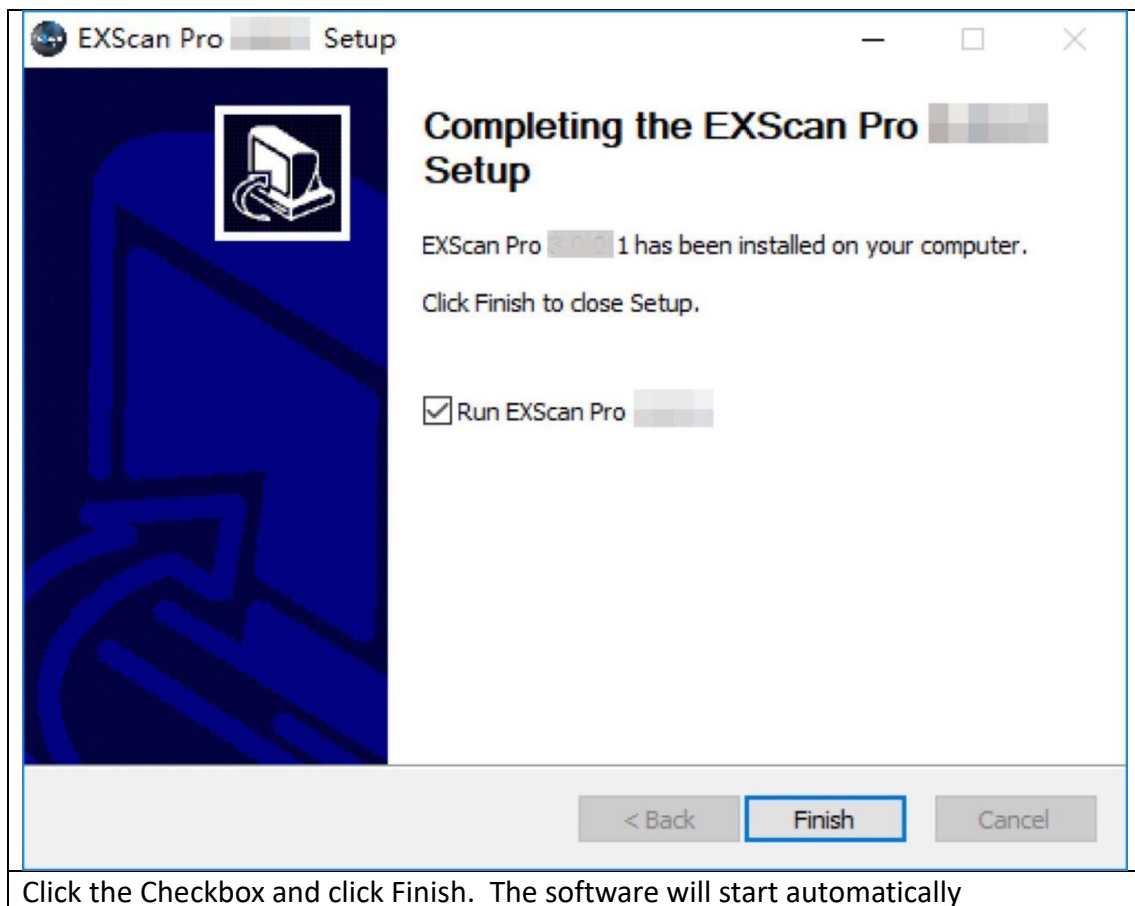 EXScan Pro Setup
Completing the EXScan Pro
Setup
EXScan Pro 1 has been installed on your computer.
Click Finish to close Setup.
Run EXScan Pro
< Back Finish Cancel
Click the Checkbox and click Finish. The software will start automatically